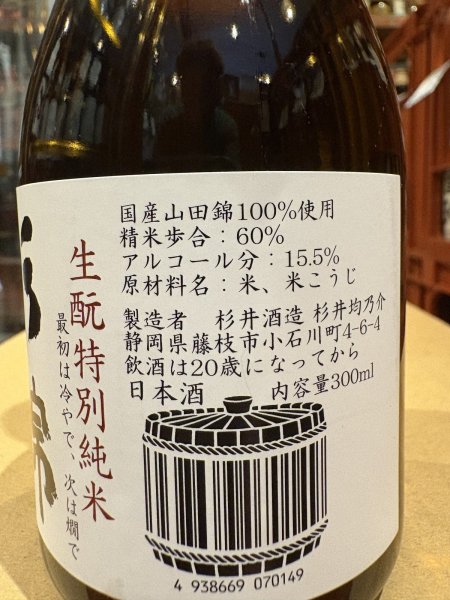 国産山田錦100%使用
精米歩合：60%
アルコール分：15.5%
原材料名：米、米こうじ
製造者　杉井酒造 杉井均乃介
静岡県藤枝市小石川町4-6-4
飲酒は20歳になってから
日本酒　内容量300ml
生酛特別純米
最初は冷やで、次は燗で
4 938669 070149